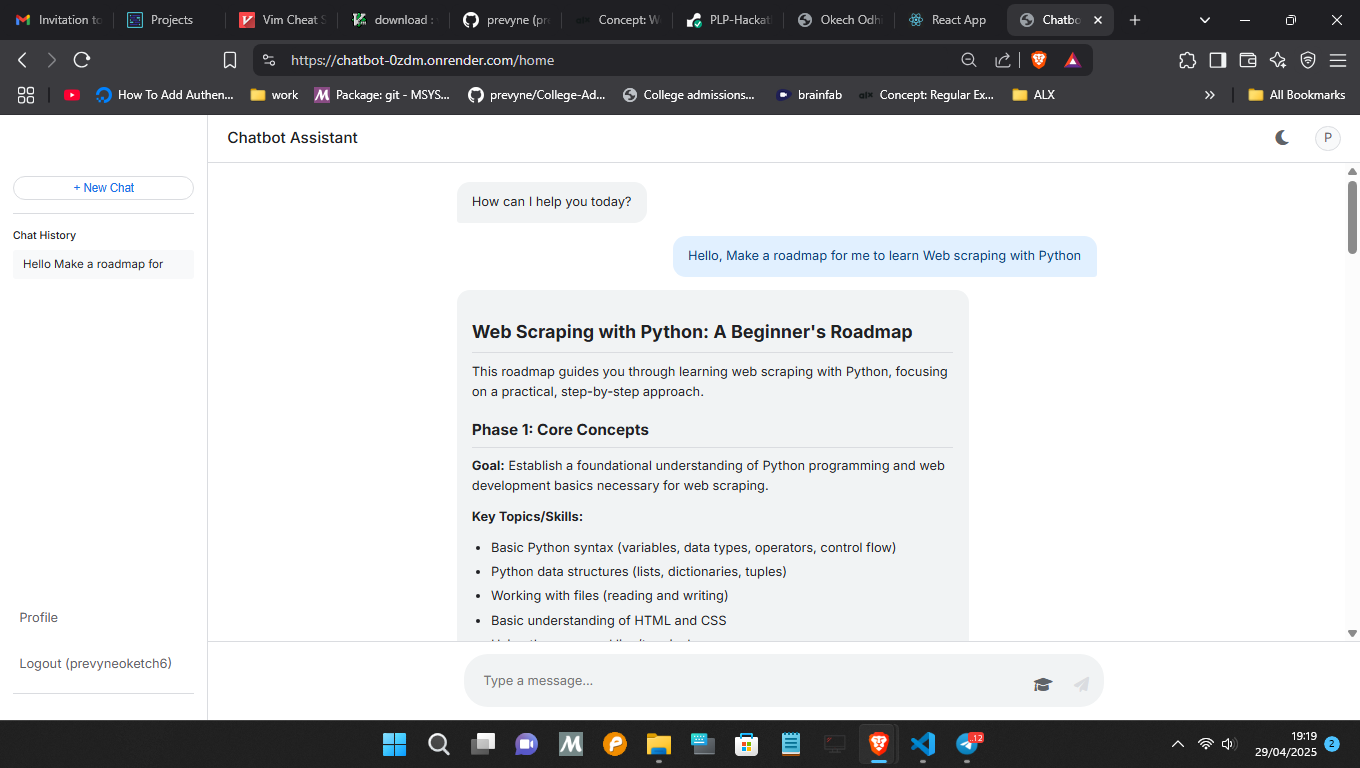 Invitation to
Projects
Vim Cheat S
download :
prevyne (pr
Concept: W
PLP-Hackat
Okech Odhi
React App
Chatbo
https://chatbot-0zdm.onrender.com/home
How To Add Authen...
work
Package: git - MSYS...
prevyne/College-Ad...
College admissions...
brainfab
Concept: Regular Ex...
ALX
All Bookmarks
Chatbot Assistant
P
+ New Chat
Chat History
Hello Make a roadmap for
Profile
Logout (prevyneoketch6)
How can I help you today?
Hello, Make a roadmap for me to learn Web scraping with Python
Web Scraping with Python: A Beginner's Roadmap
This roadmap guides you through learning web scraping with Python, focusing
on a practical, step-by-step approach.
Phase 1: Core Concepts
Goal: Establish a foundational understanding of Python programming and web
development basics necessary for web scraping.
Key Topics/Skills:
• Basic Python syntax (variables, data types, operators, control flow)
• Python data structures (lists, dictionaries, tuples)
• Working with files (reading and writing)
• Basic understanding of HTML and CSS
Type a message...
..12
19:19
29/04/2025
2